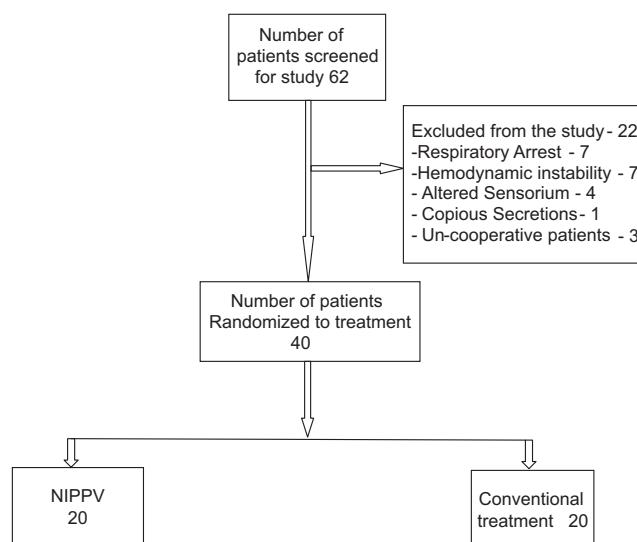 Number of
patients screened
for study 62
Excluded from the study - 22
-Respiratory Arrest - 7
-Hemodynamic instability - 7
- Altered Sensorium - 4
- Copious Secretions - 1
- Un-cooperative patients - 3
Number of patients
Randomized to treatment
40
NIPPV
20
Conventional
treatment 20